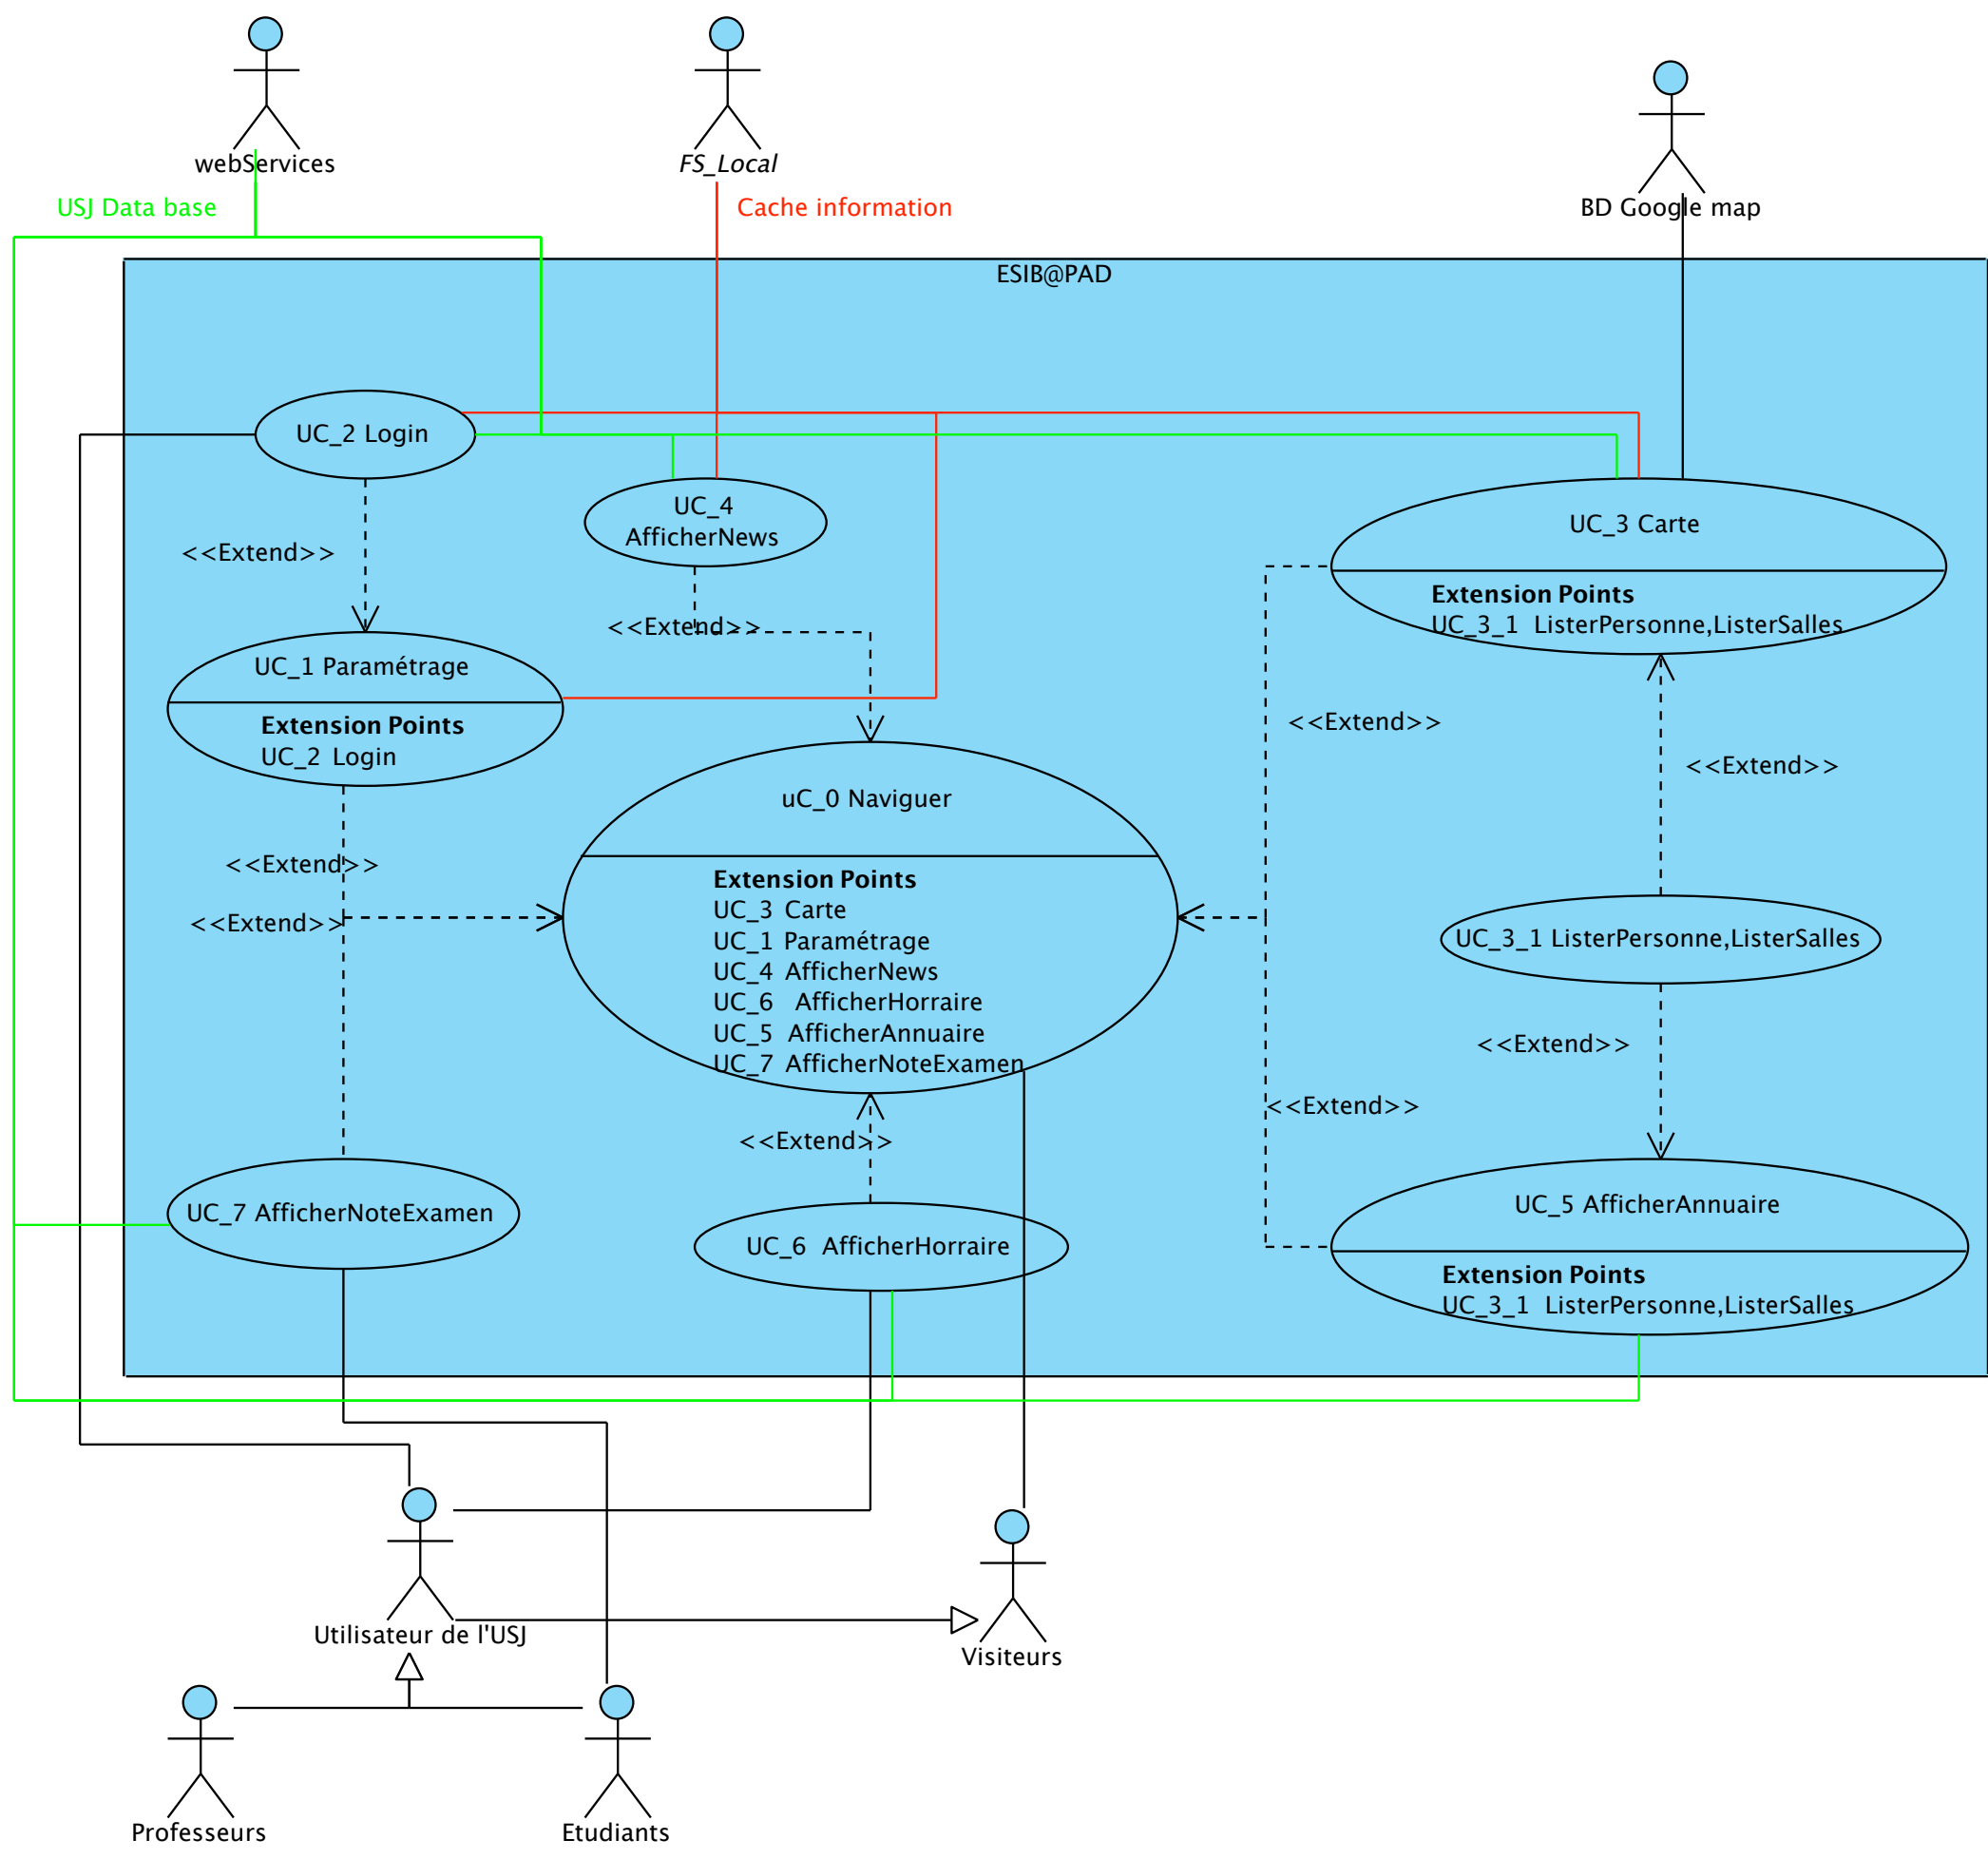 webServices
FS_Local
BD Google map
USJ Data base
Cache information
ESIB@PAD
UC_2 Login
UC_4
AfficherNews
UC_3 Carte
Extension Points
UC_3_1 ListerPersonne,ListerSalles
<<Extend>>
<<Extend>>
UC_1 Paramétrage
Extension Points
UC_2 Login
<<Extend>>
<<Extend>>
uC_0 Naviguer
Extension Points
UC_3 Carte
UC_1 Paramétrage
UC_4 AfficherNews
UC_6 AfficherHorraire
UC_5 AfficherAnnuaire
UC_7 AfficherNoteExamen
<<Extend>>
<<Extend>>
UC_3_1 ListerPersonne,ListerSalles
<<Extend>>
<<Extend>>
<<Extend>>
UC_7 AfficherNoteExamen
UC_6 AfficherHorraire
UC_5 AfficherAnnuaire
Extension Points
UC_3_1 ListerPersonne,ListerSalles
Utilisateur de l'USJ
Visiteurs
Professeurs
Etudiants